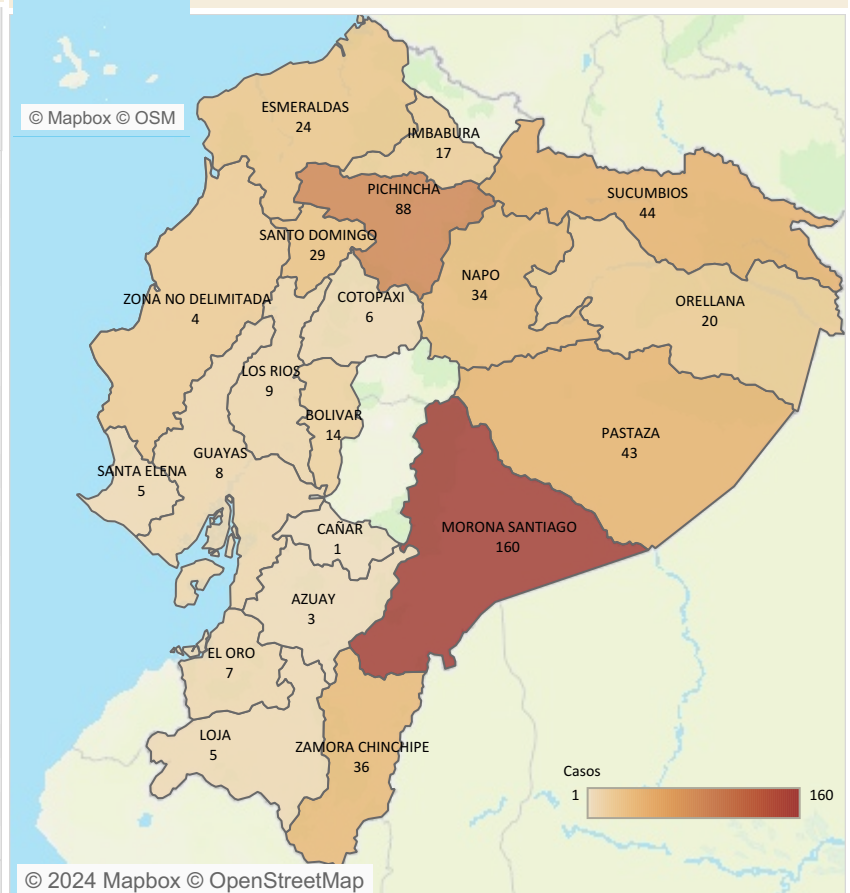 © Mapbox © OSM
ESMERALDAS
24
IMBABURA
17
PICHINCHA
88
SUCUMBIOS
44
SANTO DOMINGO
29
NAPO
34
ZONA NO DELIMITADA
4
COTOPAXI
6
ORELLANA
20
LOS RIOS
9
BOLIVAR
14
PASTAZA
43
GUAYAS
8
SANTA ELENA
5
CAÑAR
1
MORONA SANTIAGO
160
AZUAY
3
EL ORO
7
LOJA
5
ZAMORA CHINCHIPE
36
Casos
1 160
© 2024 Mapbox © OpenStreetMap